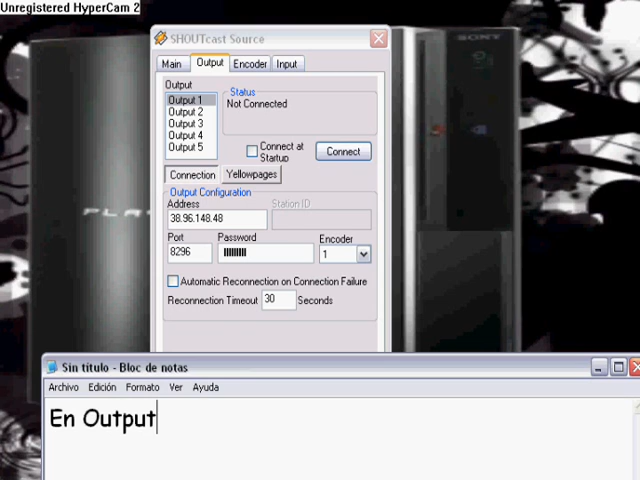 Unregistered HyperCam 2
SHOUTcast Source
Main Output Encoder Input
Output
Output 1
Output 2
Output 3
Output 4
Output 5
Status
Not Connected
Connect at Startup
Connect
Connection Yellowpages
Output Configuration
Address Station ID
38.96.148.48
Port Password Encoder
8296 1
Automatic Reconnection on Connection Failure
Reconnection Timeout 30 Seconds
SONY
Sin título - Bloc de notas
Archivo Edición Formato Ver Ayuda
En Output